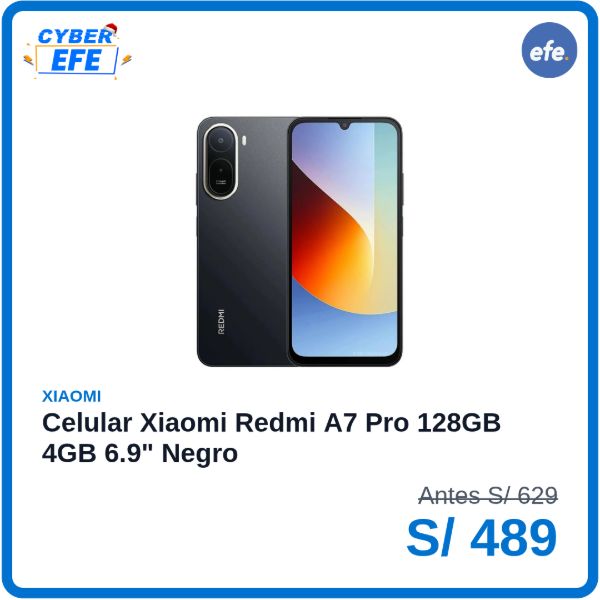 CYBER
EFE
efe.
REDMI
XIAOMI
Celular Xiaomi Redmi A7 Pro 128GB
4GB 6.9" Negro
Antes S/ 629
S/ 489